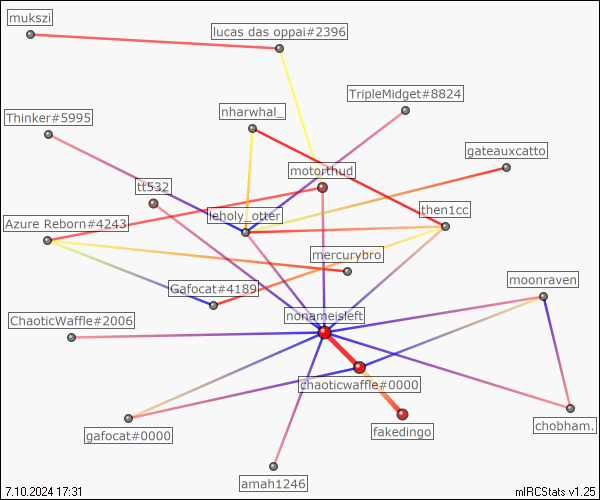 mukszi
lucas das oppai#2396
TripleMidget#8824
Thinker#5995
nharwhal_
gateauxcatto
motorthud
tt532
Azure Reborn#4243
leholy_otter
then1cc
mercurybro
Gafocat#4189
moonraven
ChaoticWaffle#2006
nonameisleft
chaoticwaffle#0000
gafocat#0000
fakedingo
chobham.
amah1246
7.10.2024 17:31
mIRCStats v1.25